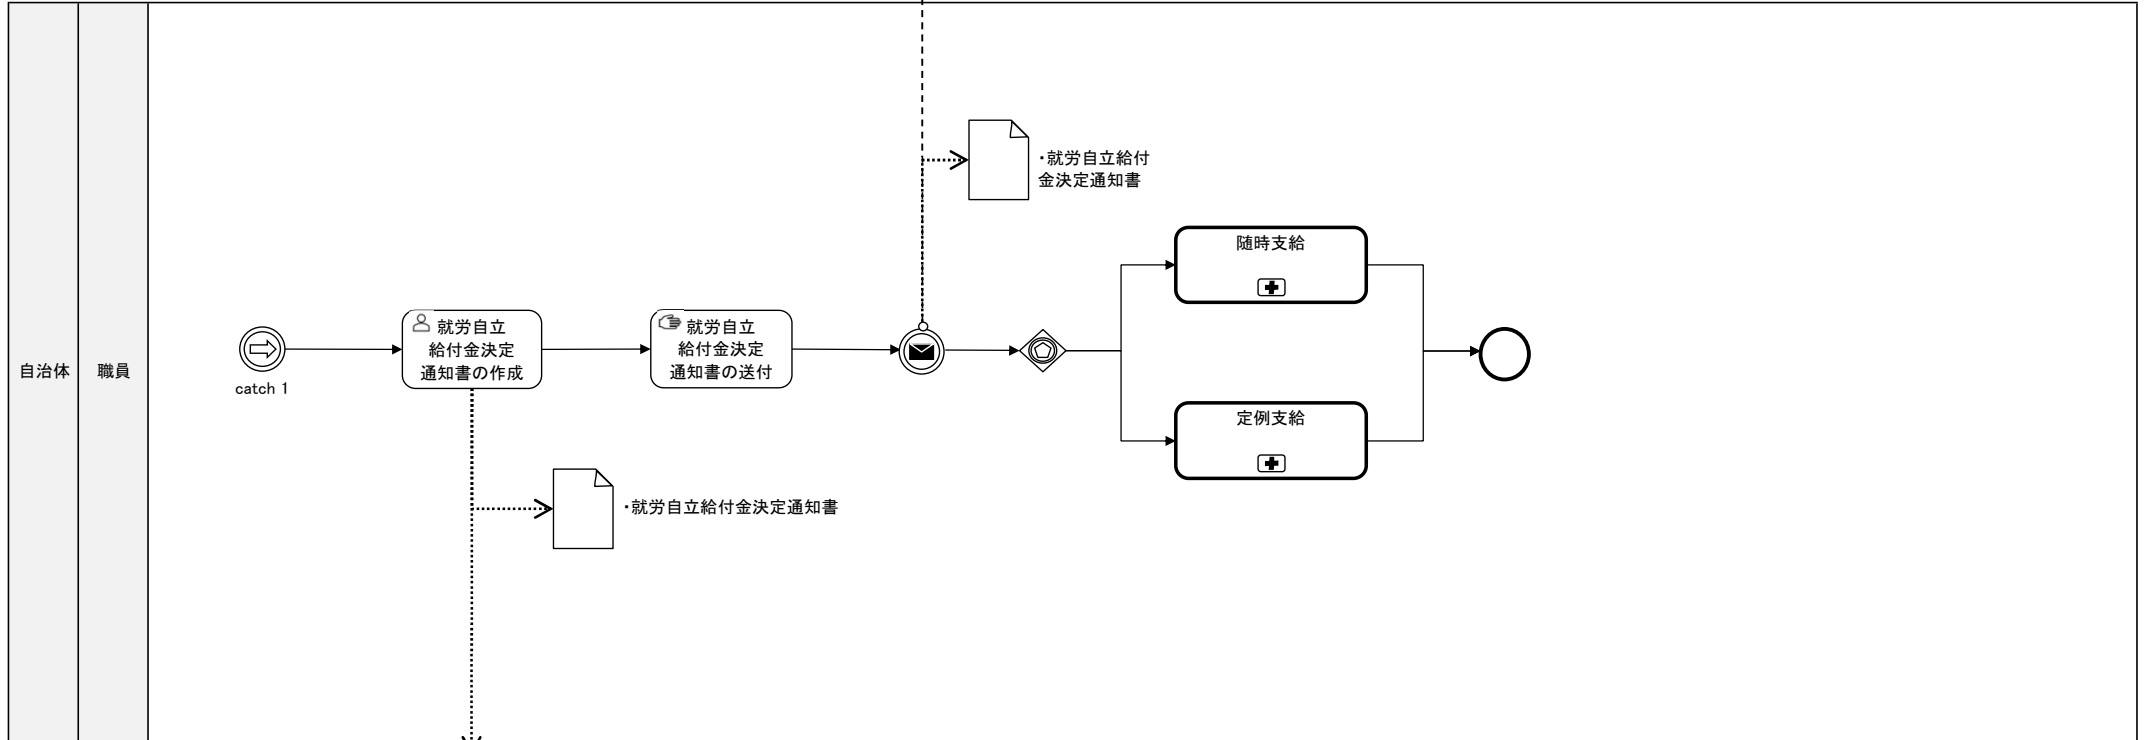 自治体
職員
catch 1
就労自立
給付金決定
通知書の作成
就労自立
給付金決定
通知書の送付
・就労自立給付
金決定通知書
随時支給
定例支給
・就労自立給付金決定通知書